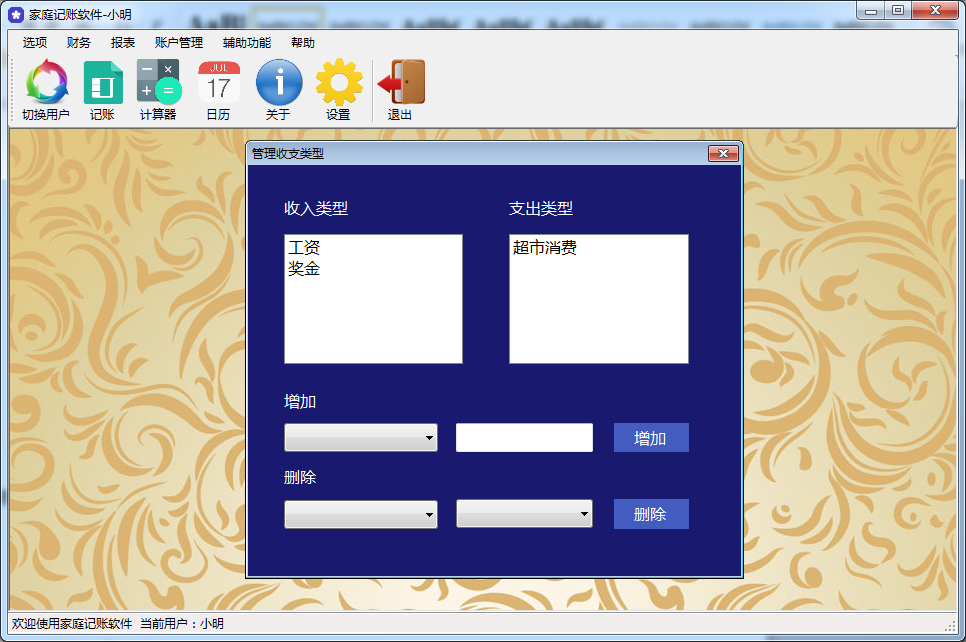 家庭记账软件-小明
选项 财务 报表 账户管理 辅助功能 帮助
JUL
17
切换用户 记账 计算器 日历 关于 设置 退出
管理收支类型
收入类型 支出类型
工资 超市消费
奖金
增加
增加
删除
删除
欢迎使用家庭记账软件 当前用户：小明